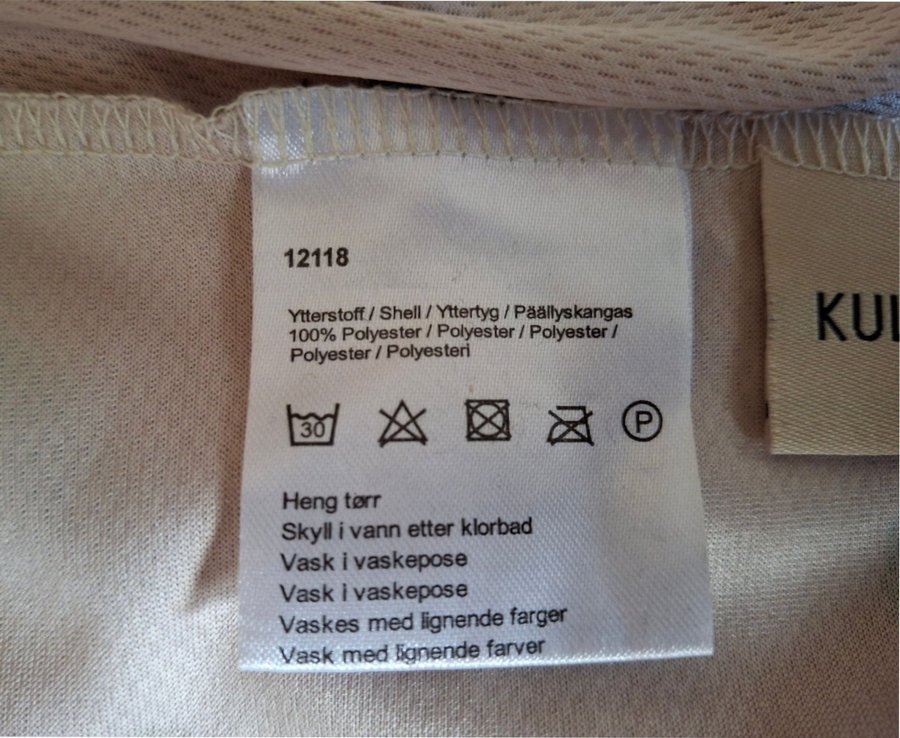 12118
Ytterstoff / Shell / Yttertyg / Päällyskangas
100% Polyester / Polyester / Polyester /
Polyester / Polyesteri
30 P
Heng tørr
Skyll i vann etter klorbad
Vask i vaskepose
Vask i vaskepose
Vaskes med lignende farger
Vask med lignende farver
KUL